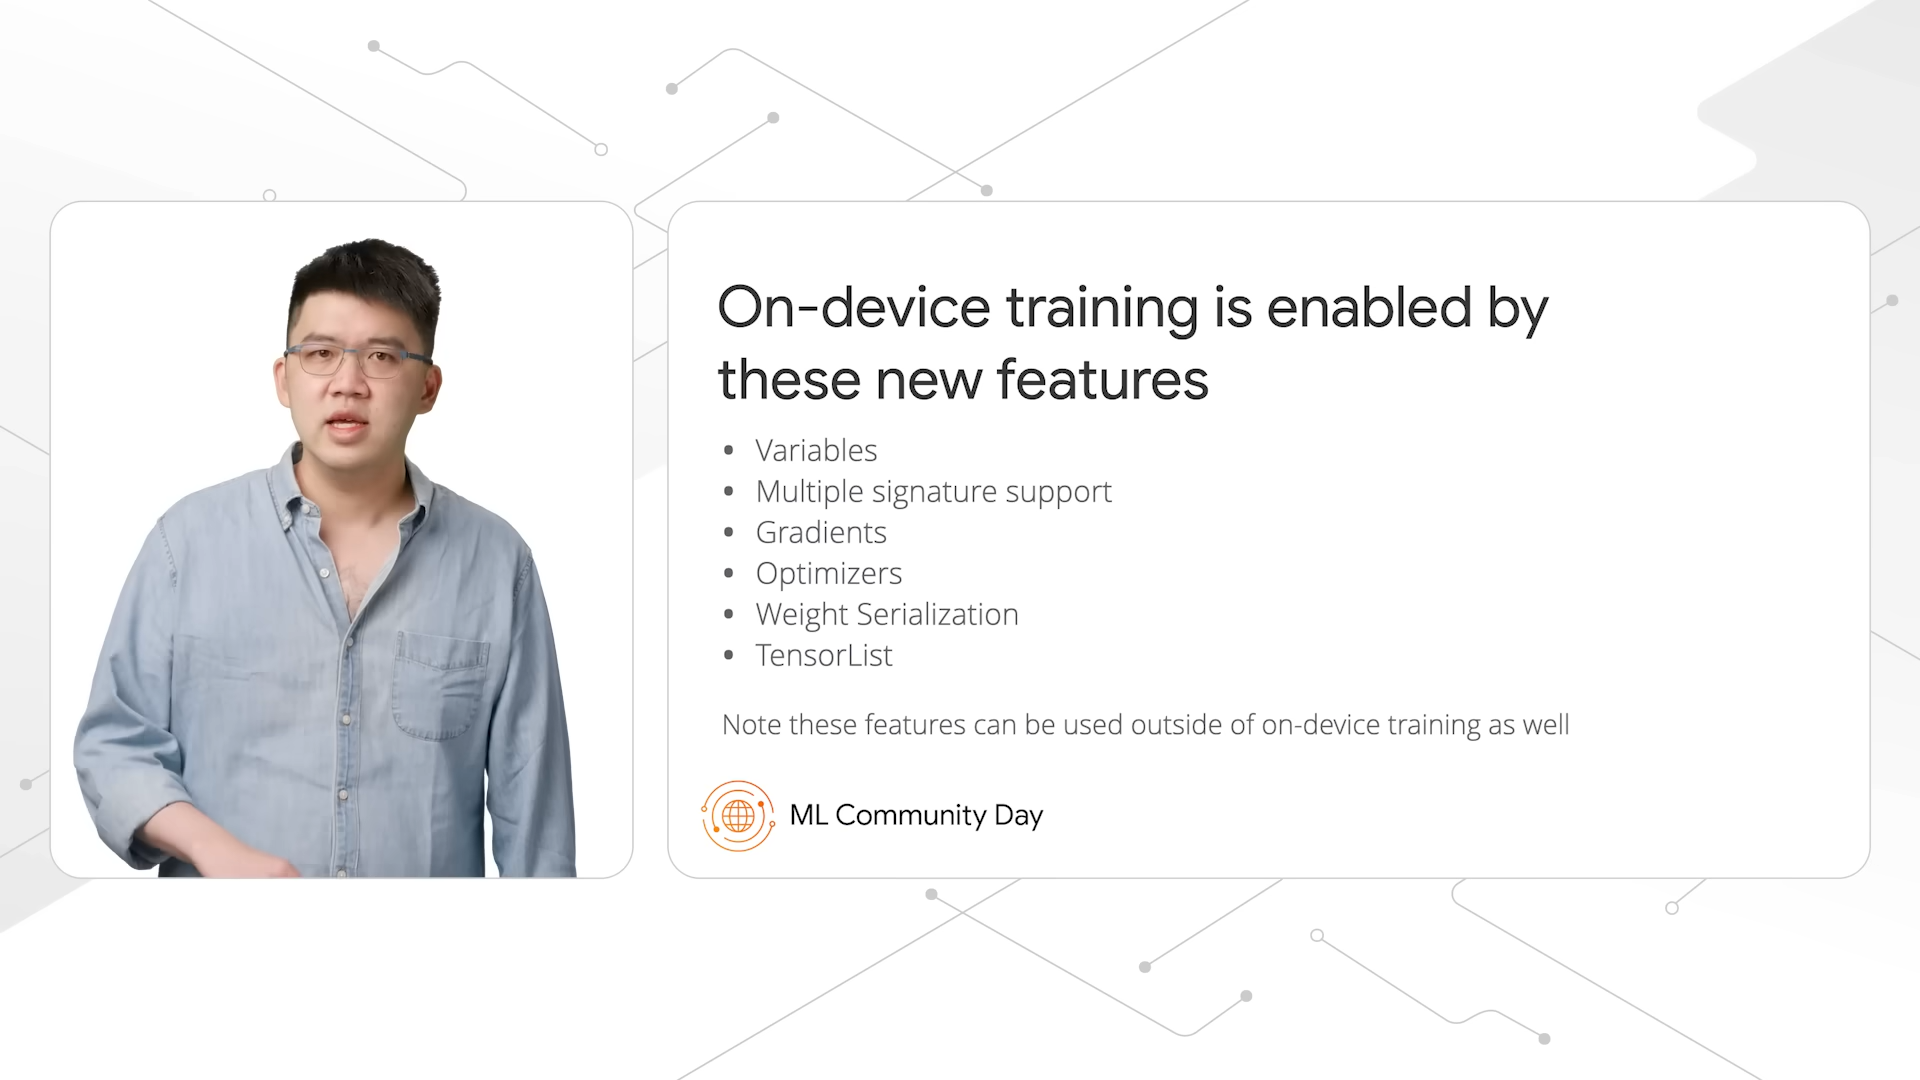 On-device training is enabled by
these new features
• Variables
• Multiple signature support
• Gradients
• Optimizers
• Weight Serialization
• TensorList
Note these features can be used outside of on-device training as well
ML Community Day